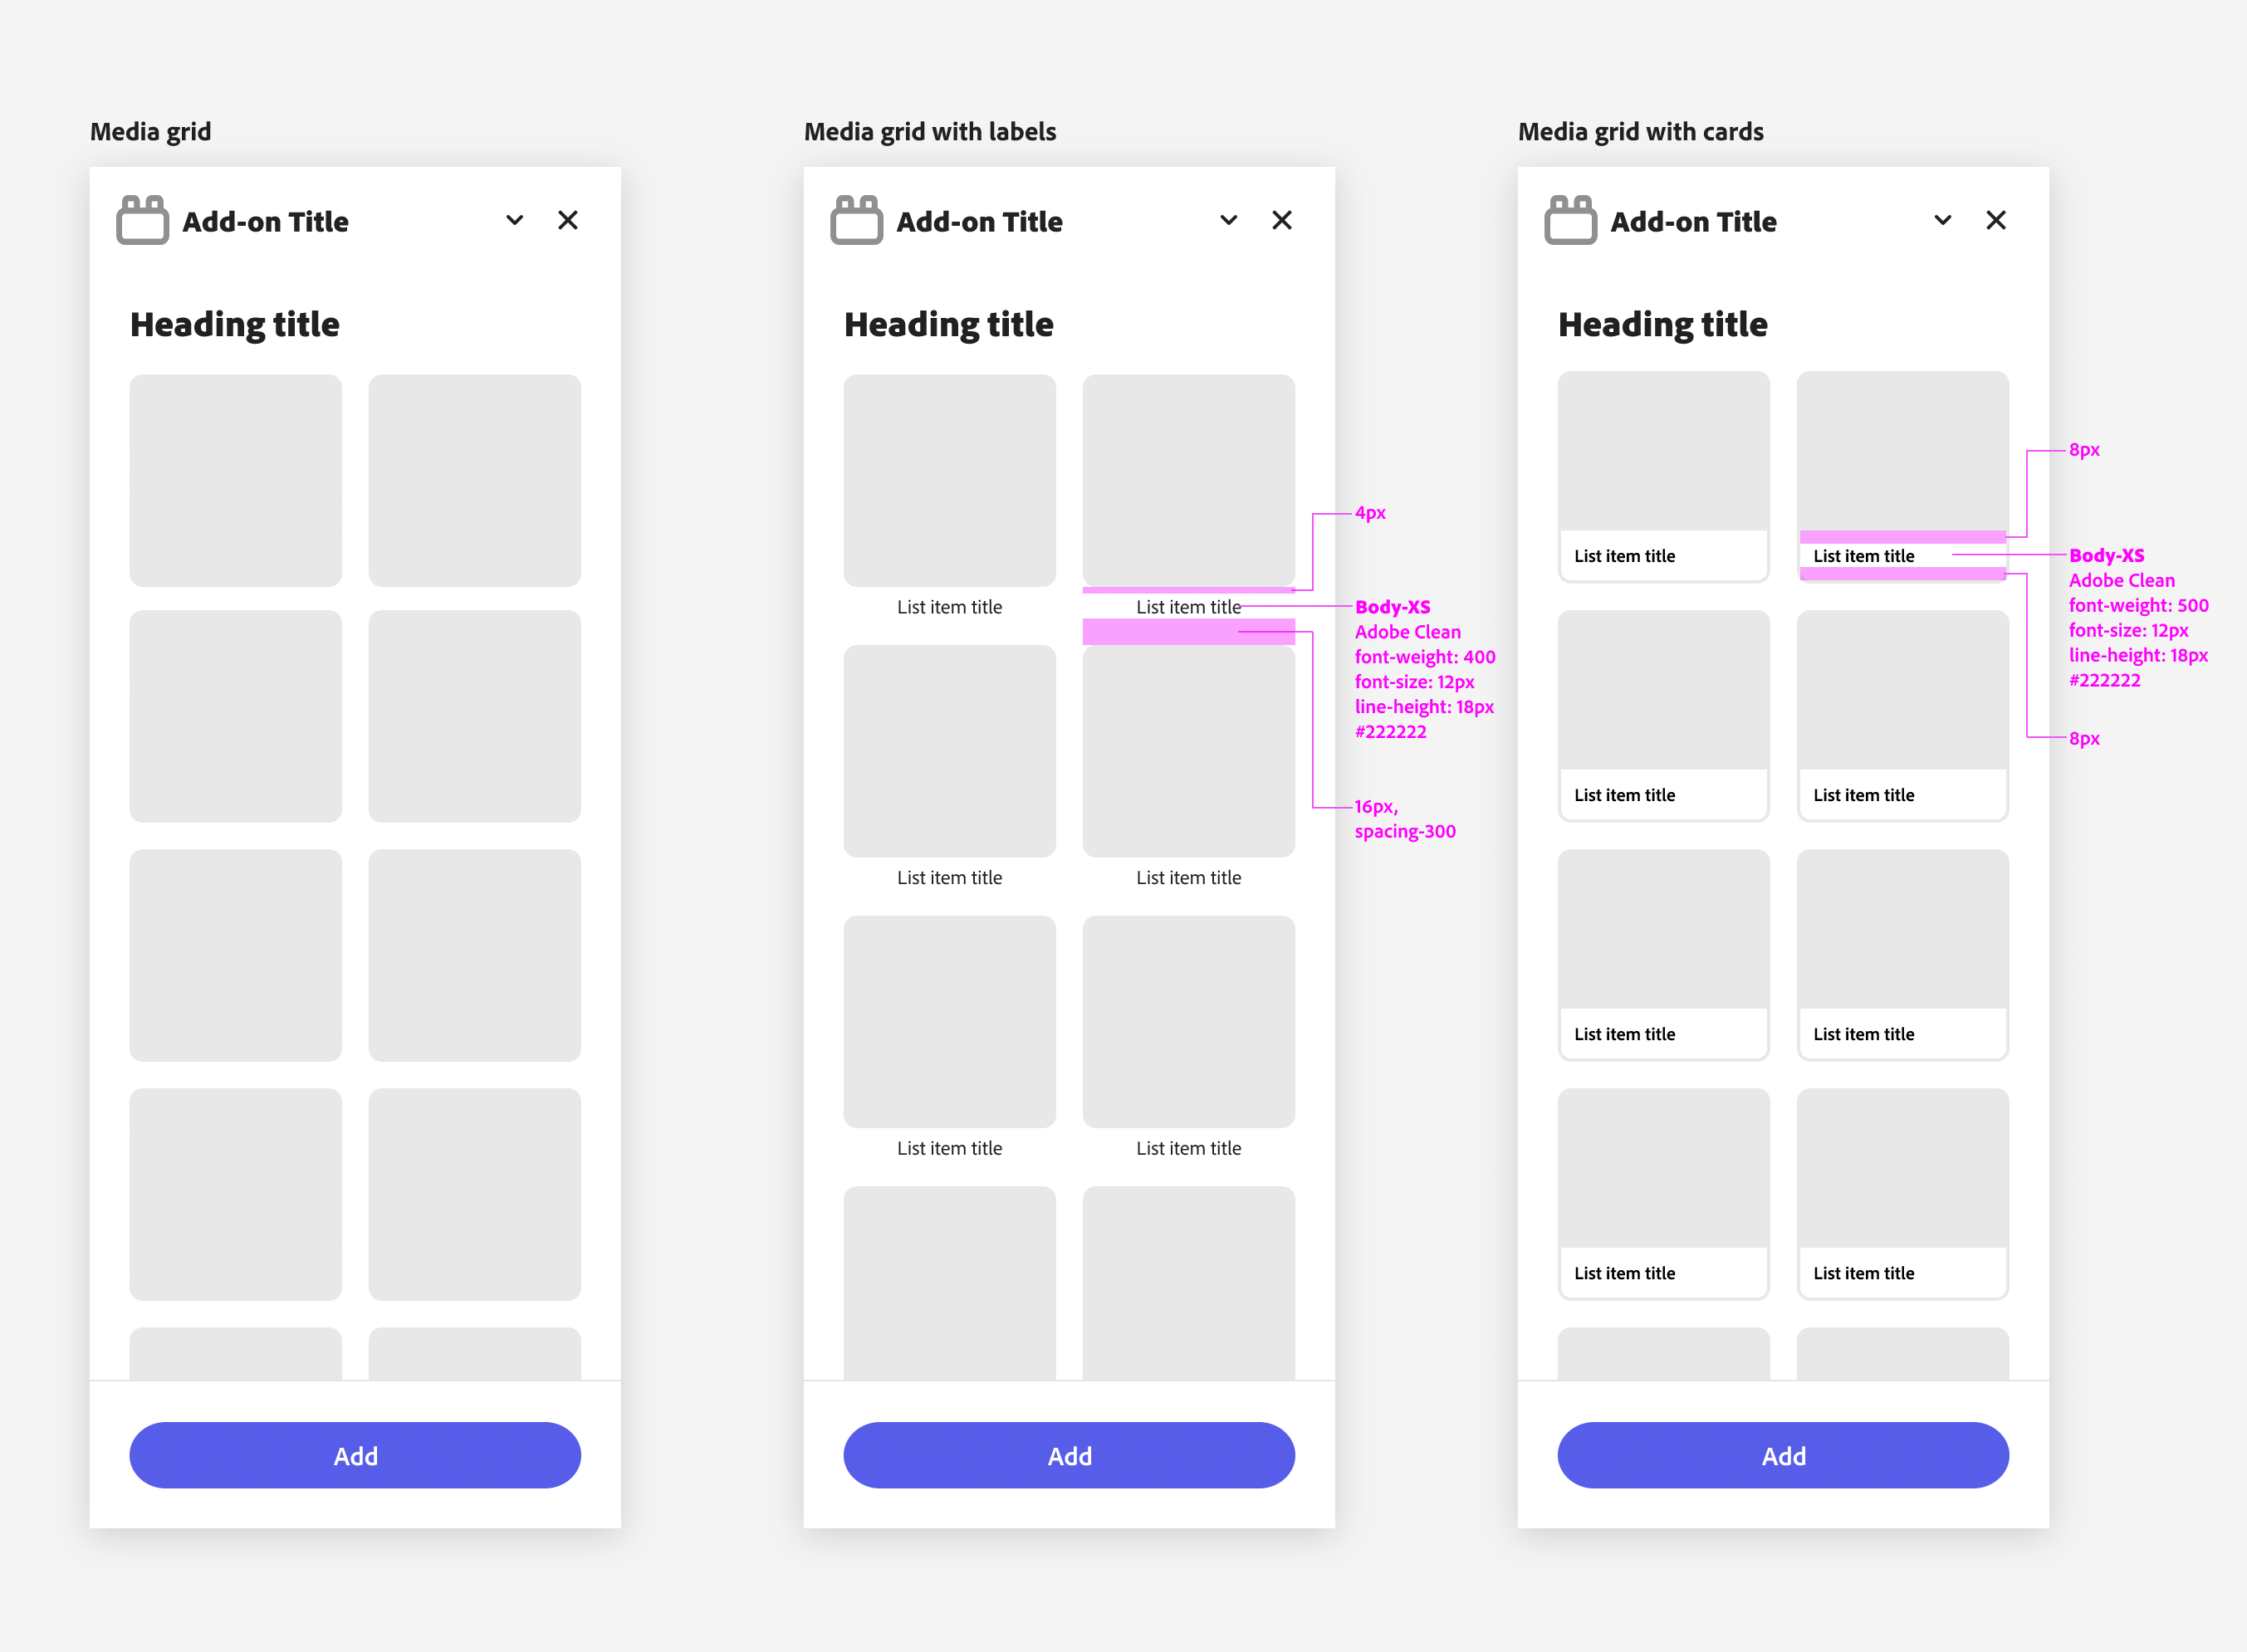 Media grid
Add-on Title
Heading title
Add
Media grid with labels
Add-on Title
Heading title
List item title
List item title
List item title
List item title
List item title
List item title
Add
4px
Body-XS
Adobe Clean
font-weight: 400
font-size: 12px
line-height: 18px
#222222
16px,
spacing-300
Media grid with cards
Add-on Title
Heading title
List item title
List item title
List item title
List item title
List item title
List item title
List item title
List item title
Add
8px
Body-XS
Adobe Clean
font-weight: 500
font-size: 12px
line-height: 18px
#222222
8px